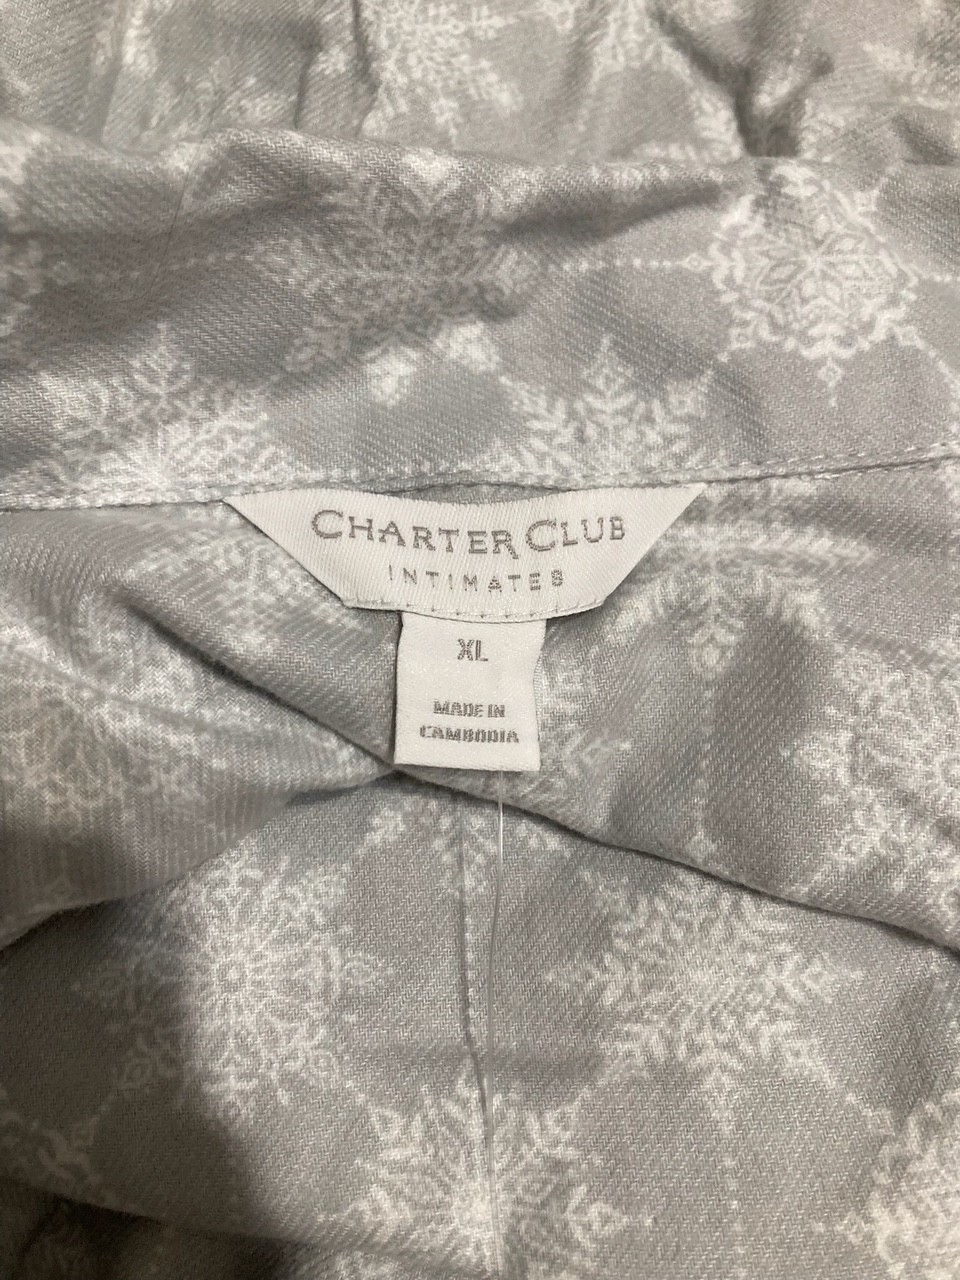 CHARTER CLUB
INTIMATES
XL
MADE IN
CAMBODIA